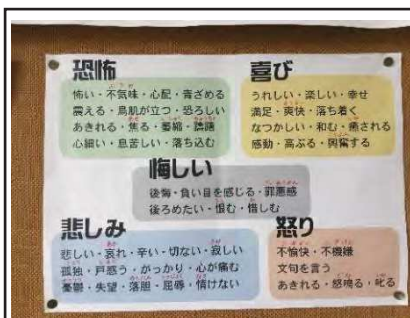 恐怖
怖い・不気味・心配・青ざめる
震える・鳥肌が立つ・恐ろしい
あきれる・焦る・萎縮・躊躇
心細い・息苦しい・落ち込む
喜び
うれしい・楽しい・幸せ
満足・爽快・落ち着く
なつかしい・和む・癒される
感動・高ぶる・興奮する
悔しい
後悔・負い目を感じる・罪悪感
後ろめたい・恨む・惜しむ
悲しみ
悲しい・哀れ・辛い・切ない・寂しい
孤独・戸惑う・がっかり・心が痛む
憂鬱・失望・落胆・屈辱・情けない
怒り
不愉快・不機嫌
文句を言う
あきれる・怒鳴る・叱る